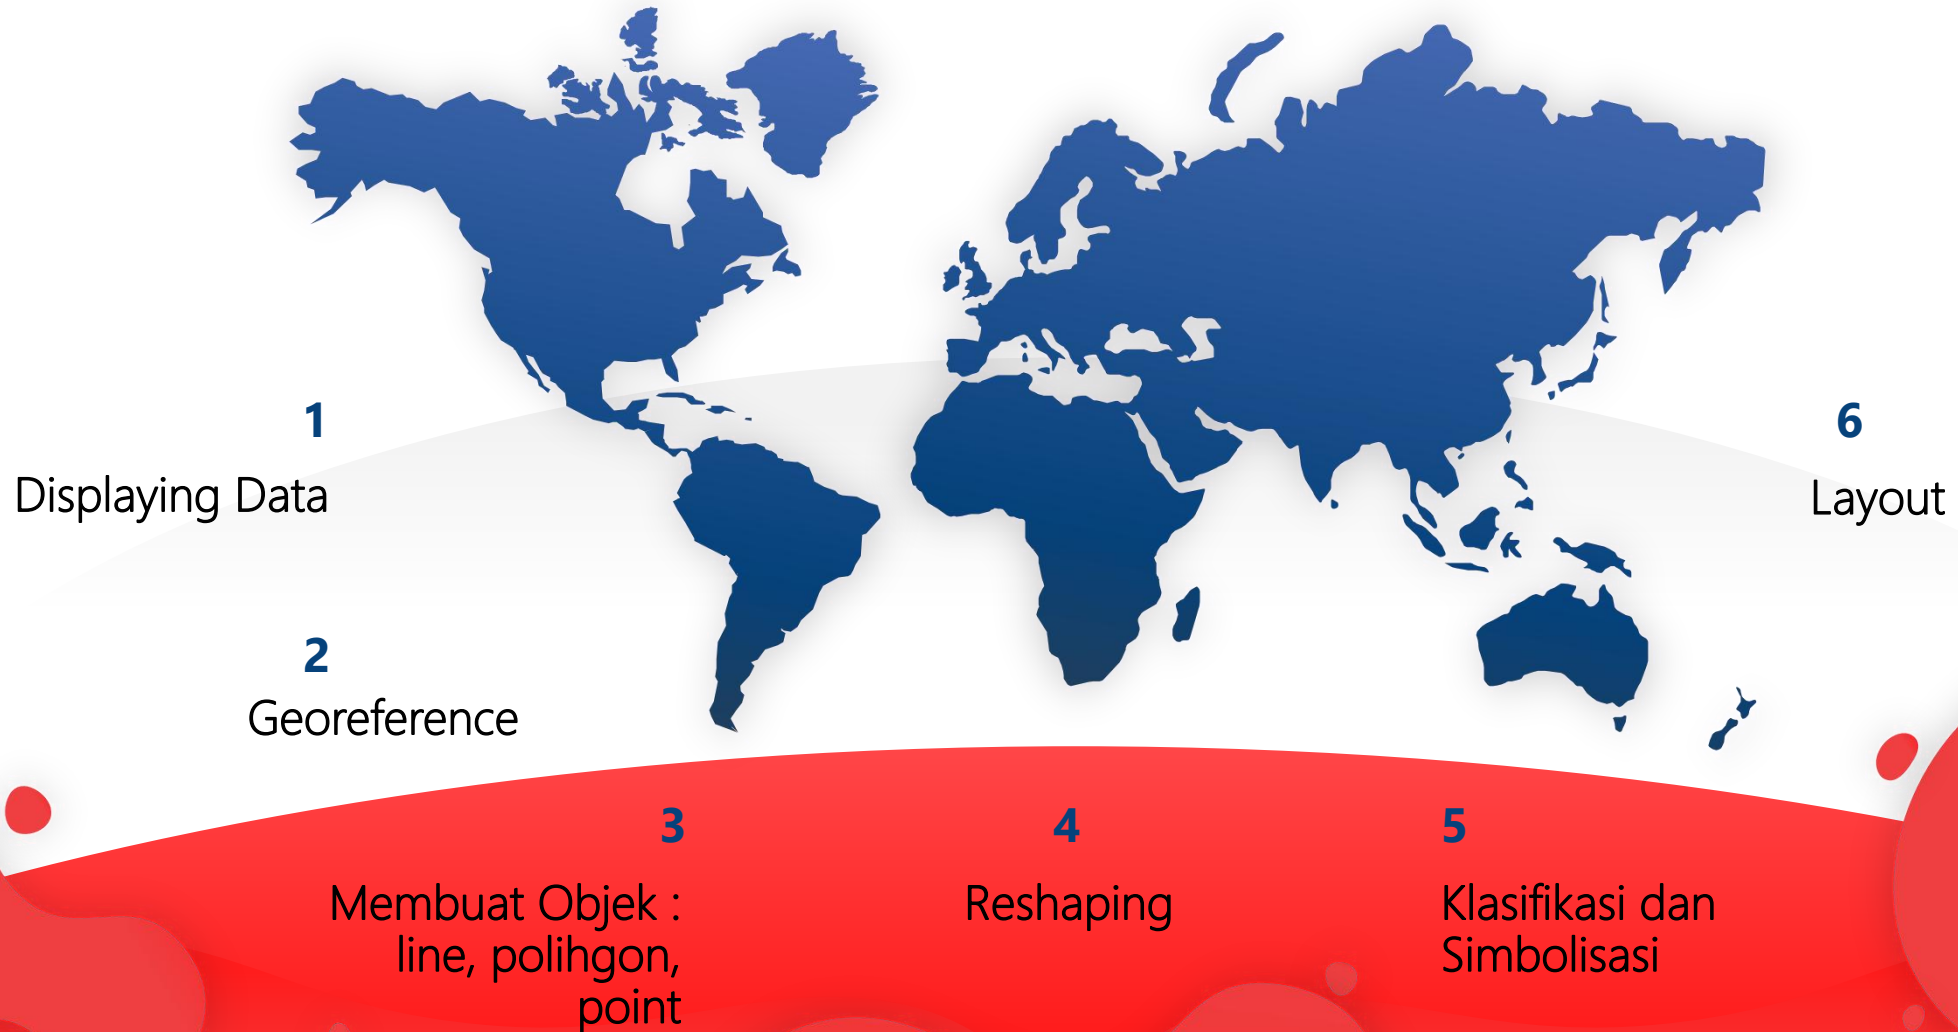 1
Displaying Data
2
Georeference
3
Membuat Objek :
line, polihgon,
point
4
Reshaping
5
Klasifikasi dan
Simbolisasi
6
Layout